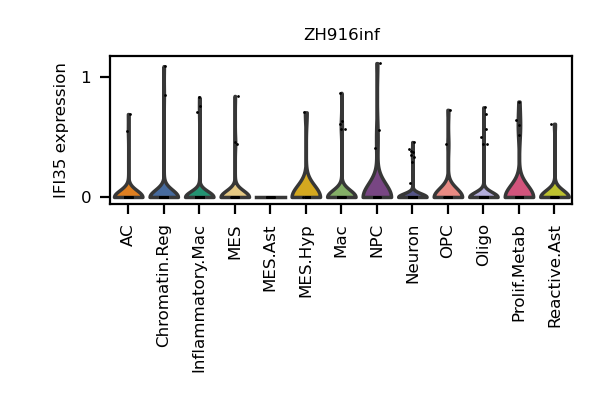 ZH916inf
IFI35 expression
1
0
AC
Chromatin.Reg
Inflammatory.Mac
MES
MES.Ast
MES.Hyp
Mac
NPC
Neuron
OPC
Oligo
Prolif.Metab
Reactive.Ast